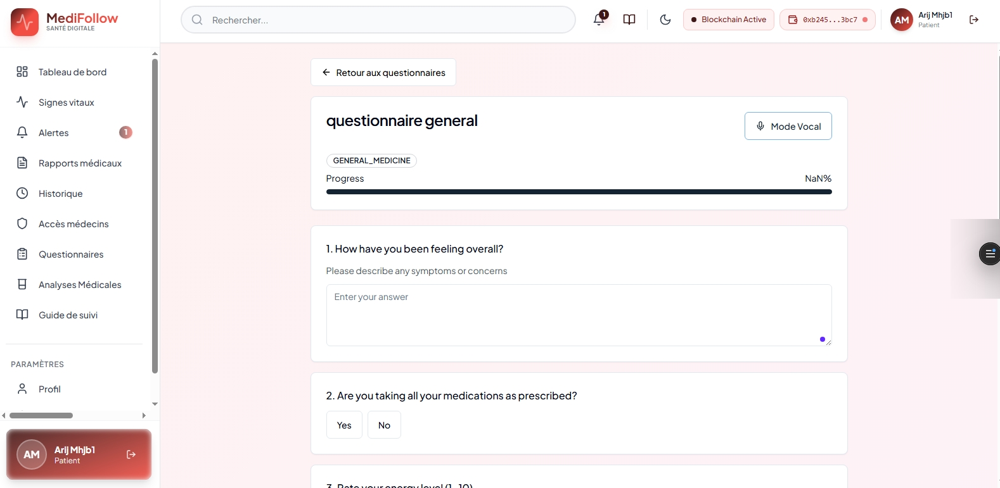 MediFollow
SANTÉ DIGITALE
Rechercher...
1
Blockchain Active
0xb245...3bc7
AM
Arij Mhjb1
Patient
Tableau de bord
Signes vitaux
Alertes
1
Rapports médicaux
Historique
Accès médecins
Questionnaires
Analyses Médicales
Guide de suivi
PARAMÈTRES
Profil
AM
Arij Mhjb1
Patient
Retour aux questionnaires
questionnaire general
Mode Vocal
GENERAL_MEDICINE
Progress
NaN%
1. How have you been feeling overall?
Please describe any symptoms or concerns
Enter your answer
2. Are you taking all your medications as prescribed?
Yes
No
3. Rate your energy level (1-10)